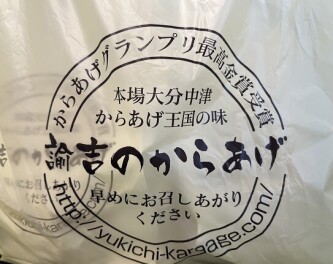 からあげグランプリ最高金賞受賞
本場大分中津
からあげ王国の味
諭吉のからあげ
早めにお召しあがり
ください
http://yukichi-karaage.com/